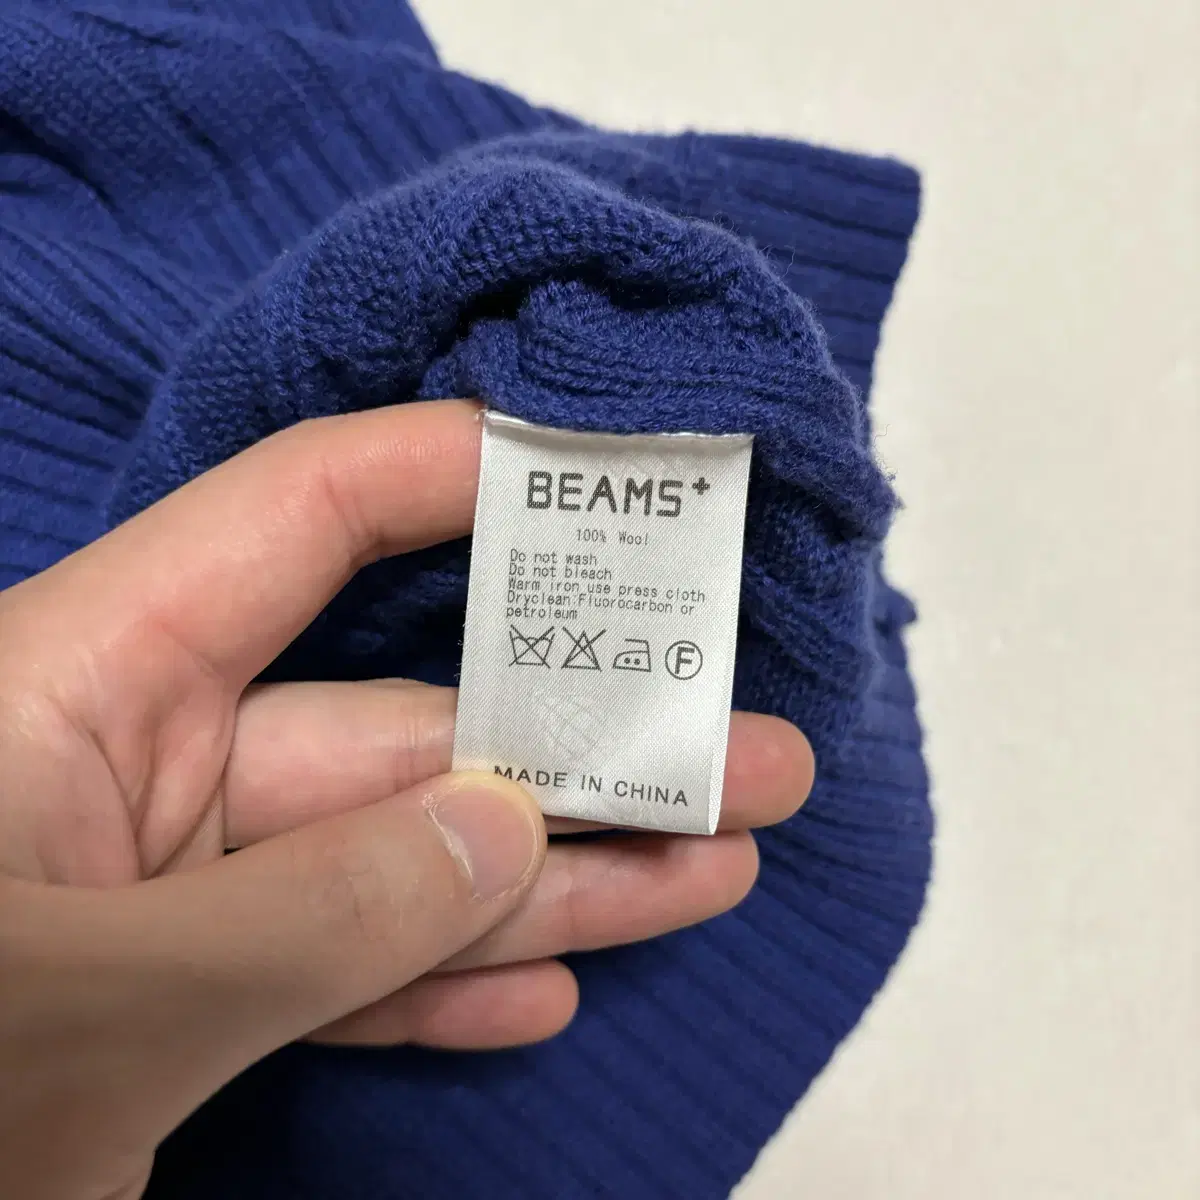 BEAMS+
100% Wool
Do not wash
Do not bleach
Warm iron use press cloth
Dryclean:Fluorocarbon or
petroleum
F
MADE IN CHINA